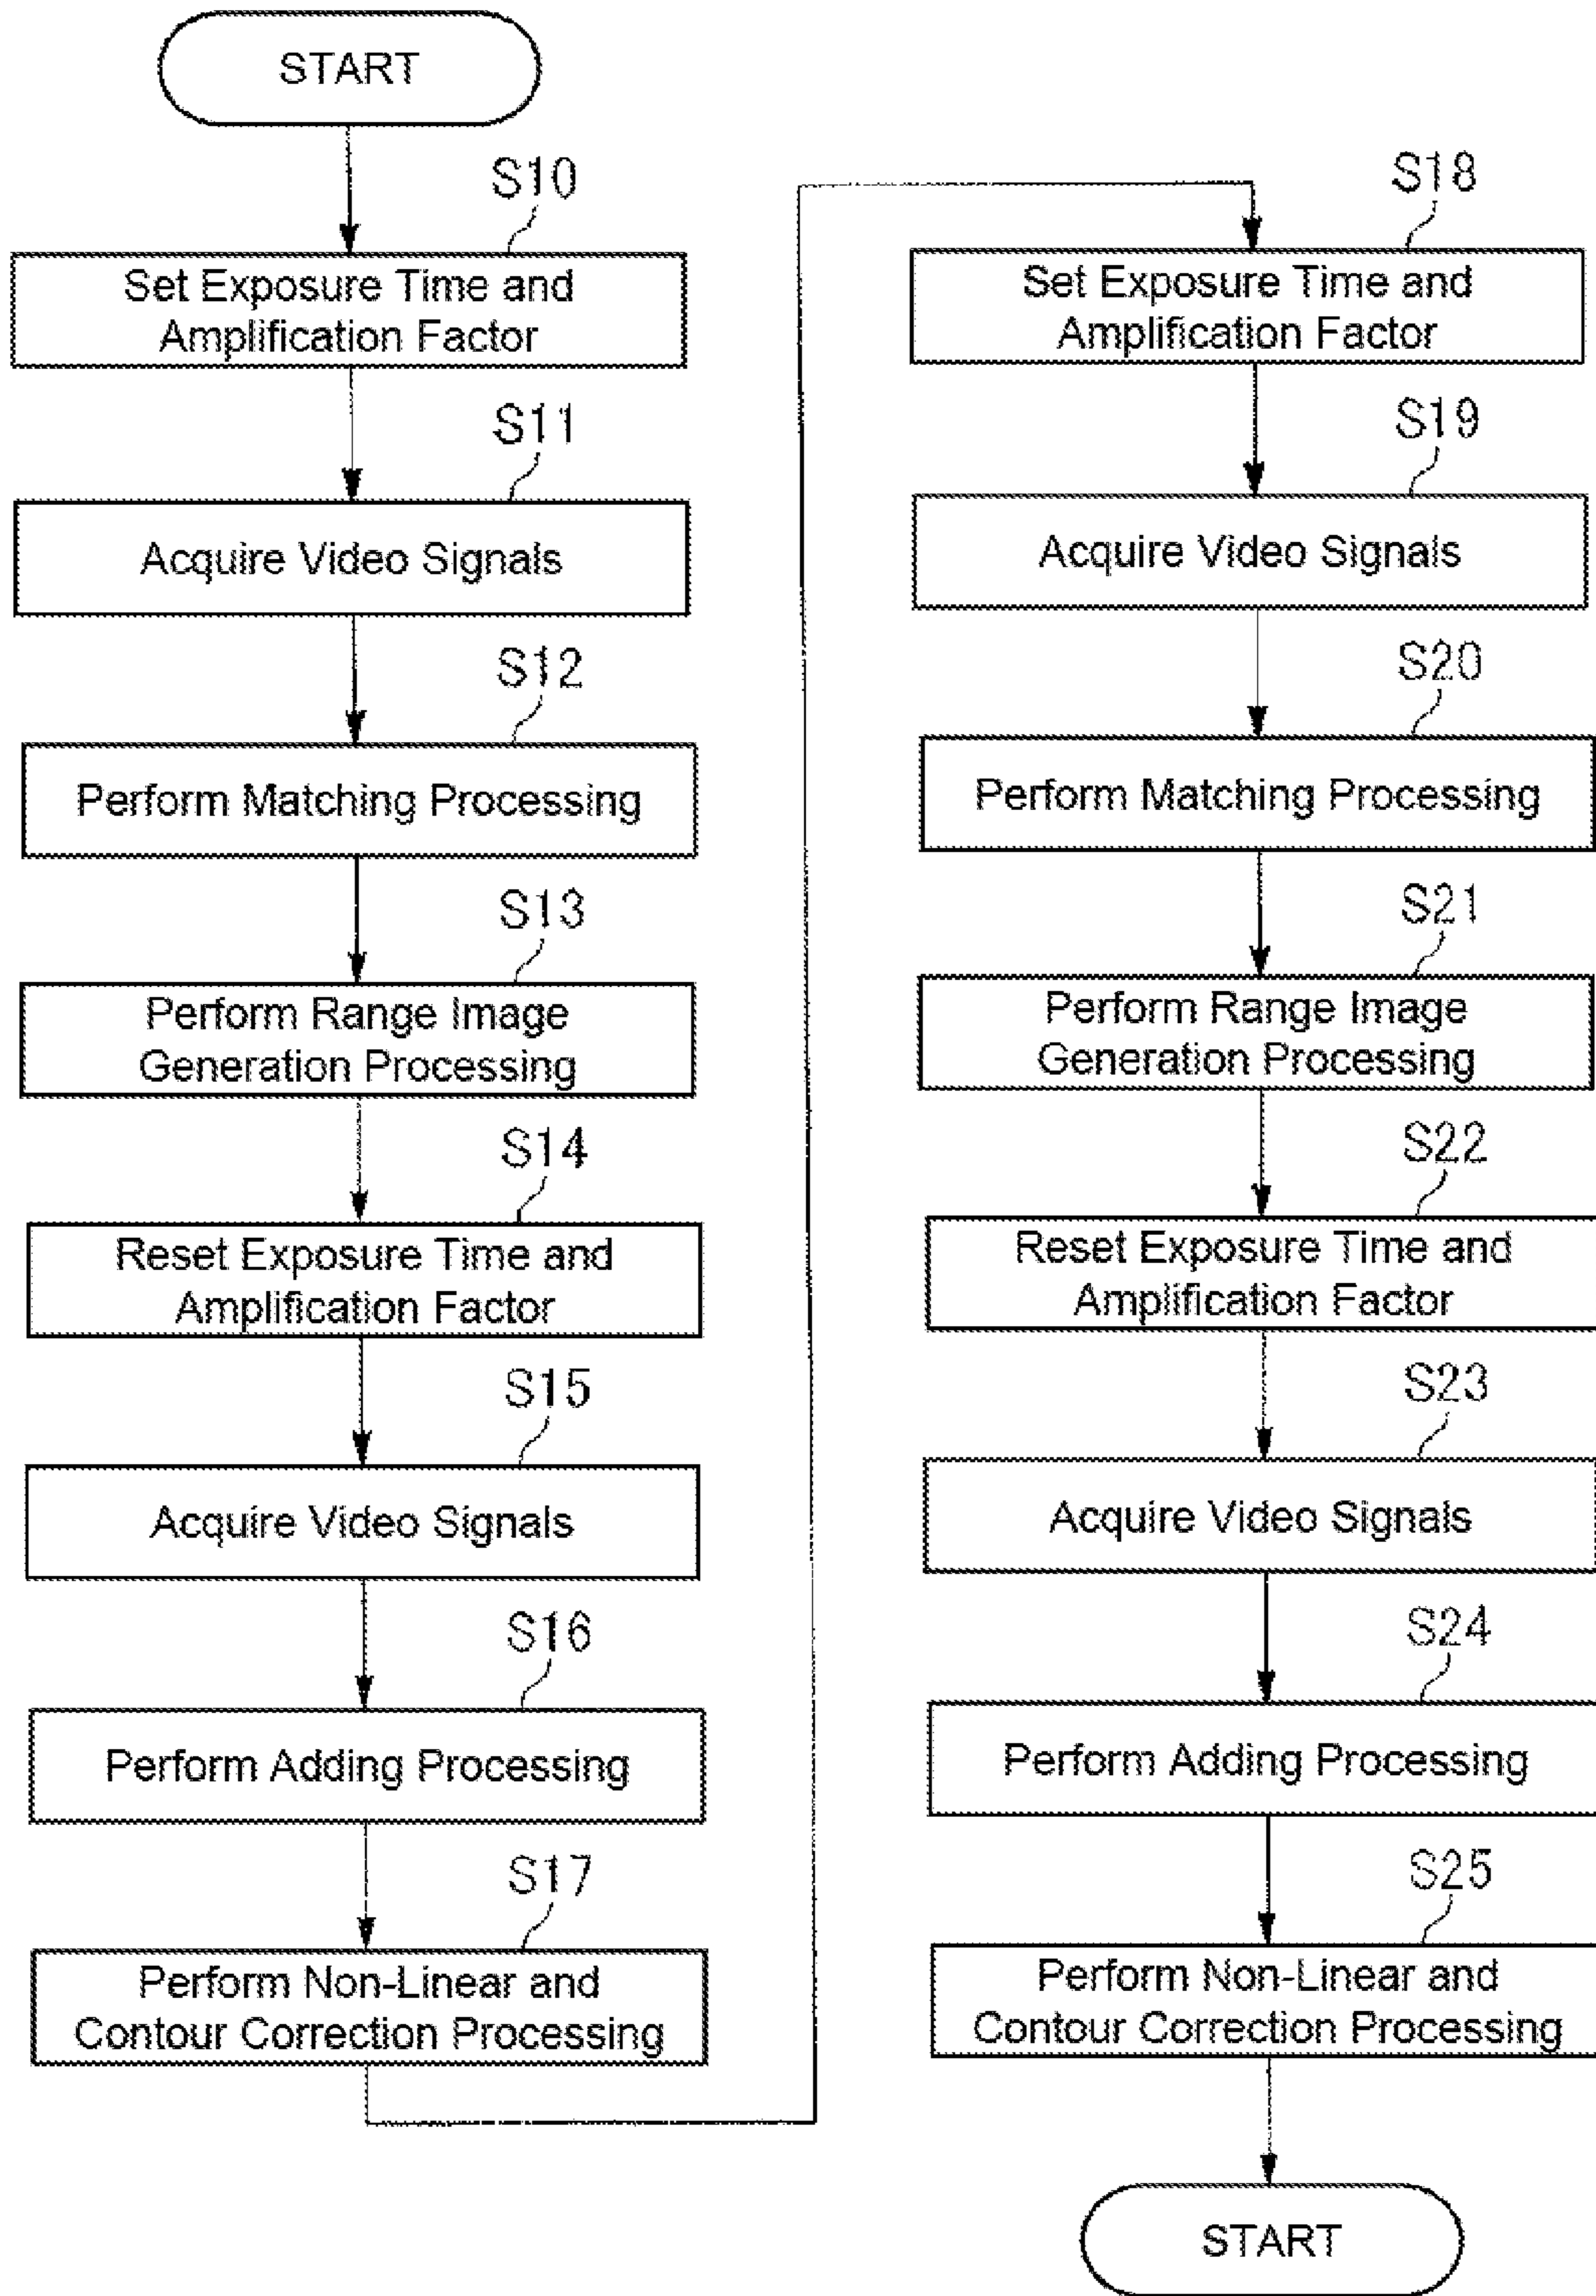 START
S10
Set Exposure Time and
Amplification Factor
S11
Acquire Video Signals
S12
Perform Matching Processing
S13
Perform Range Image
Generation Processing
S14
Reset Exposure Time and
Amplification Factor
S15
Acquire Video Signals
S16
Perform Adding Processing
S17
Perform Non-Linear and
Contour Correction Processing
S18
Set Exposure Time and
Amplification Factor
S19
Acquire Video Signals
S20
Perform Matching Processing
S21
Perform Range Image
Generation Processing
S22
Reset Exposure Time and
Amplification Factor
S23
Acquire Video Signals
S24
Perform Adding Processing
S25
Perform Non-Linear and
Contour Correction Processing
START